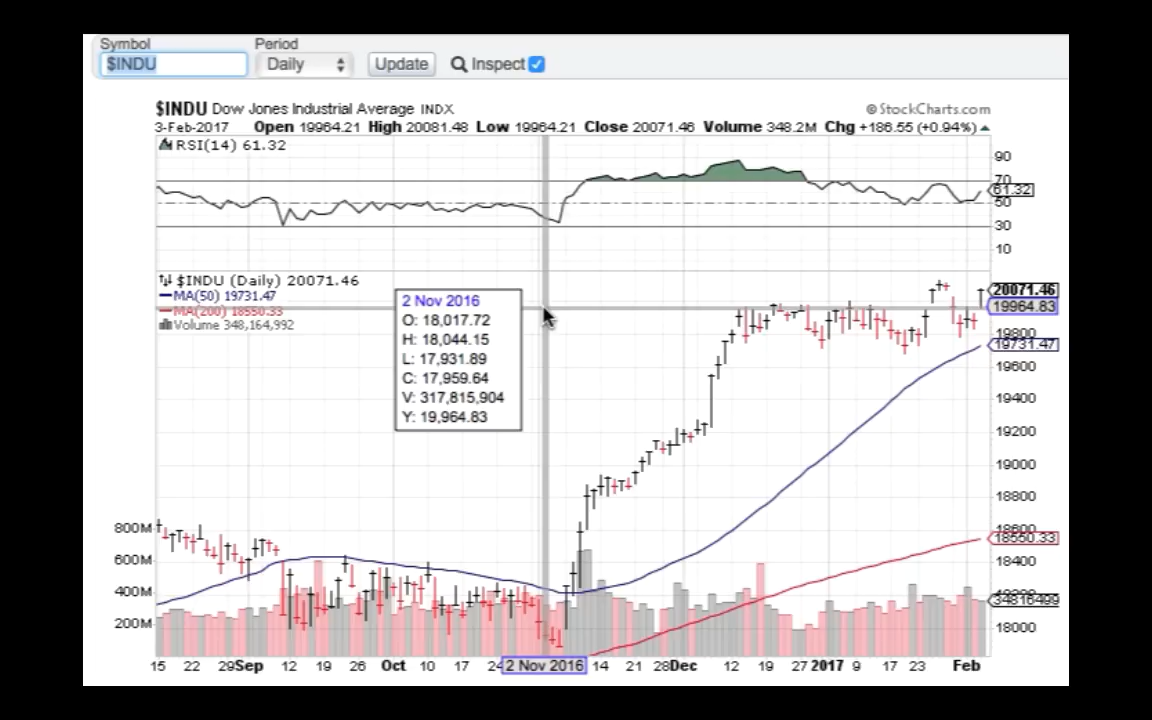 Symbol Period
$INDU Daily Update Inspect
$INDU Dow Jones Industrial Average INDX © StockCharts.com
3-Feb-2017 Open 19964.21 High 20081.48 Low 19964.21 Close 20071.46 Volume 348.2M Chg +186.55 (+0.94%)
RSI(14) 61.32
90
70
61.32
50
30
10
$INDU (Daily) 20071.46
MA(50) 19731.47
MA(200) 18550.33
Volume 348,164,992
2 Nov 2016
O: 18,017.72
H: 18,044.15
L: 17,931.89
C: 17,959.64
V: 317,815,904
Y: 19,964.83
20071.46
19964.83
19800
19731.47
19600
19400
19200
19000
18800
18600
18550.33
18400
18200
34816499
18000
800M
600M
400M
200M
15 22 29 Sep 12 19 26 Oct 10 17 24 2 Nov 2016 14 21 28 Dec 12 19 27 2017 9 17 23 Feb